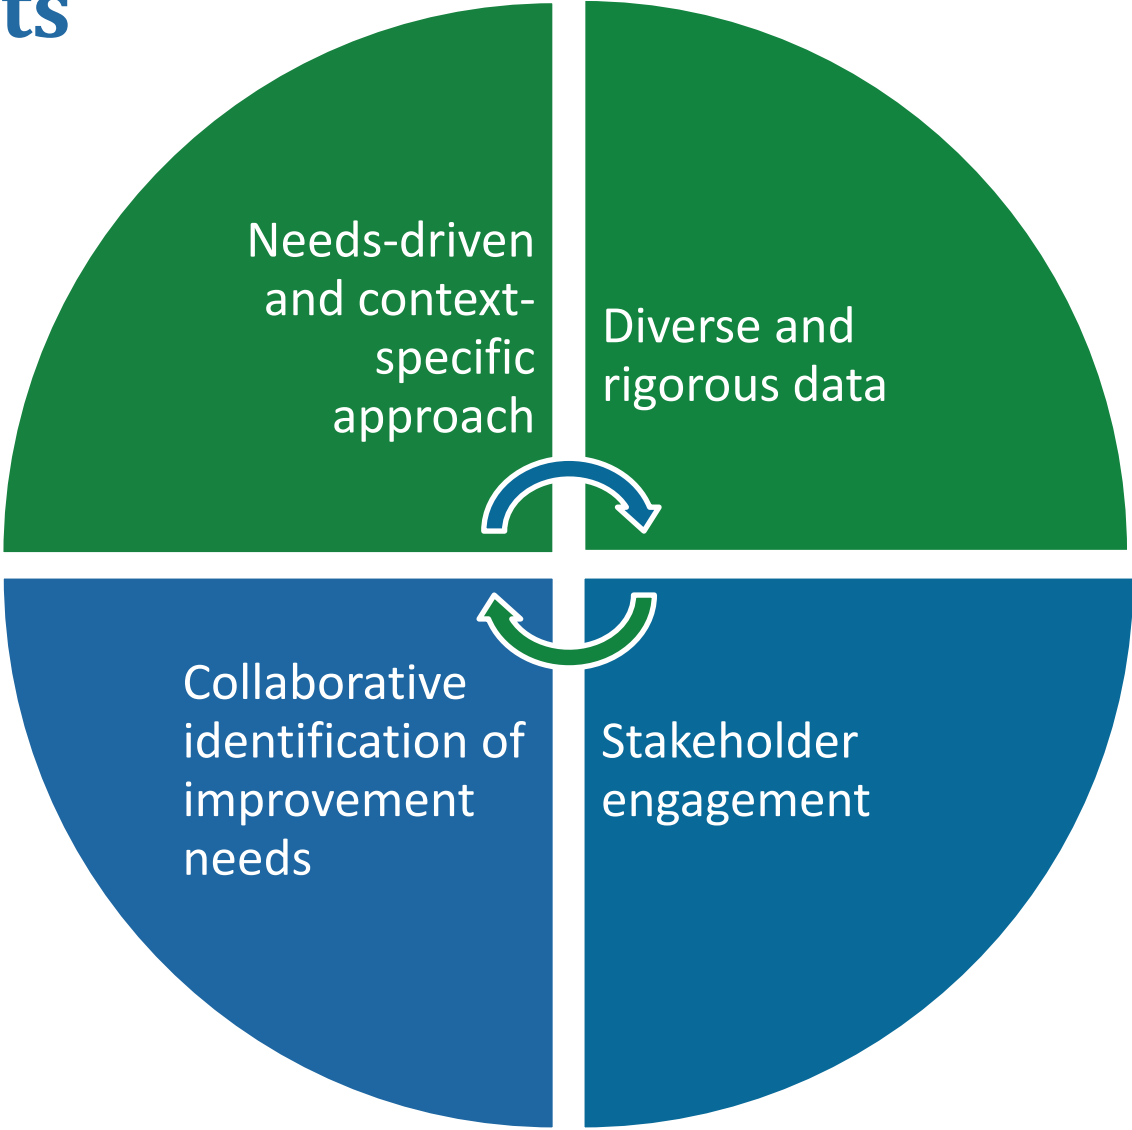 ts
Needs-driven
and context-
specific
approach
Diverse and
rigorous data
Collaborative
identification of
improvement
needs
Stakeholder
engagement